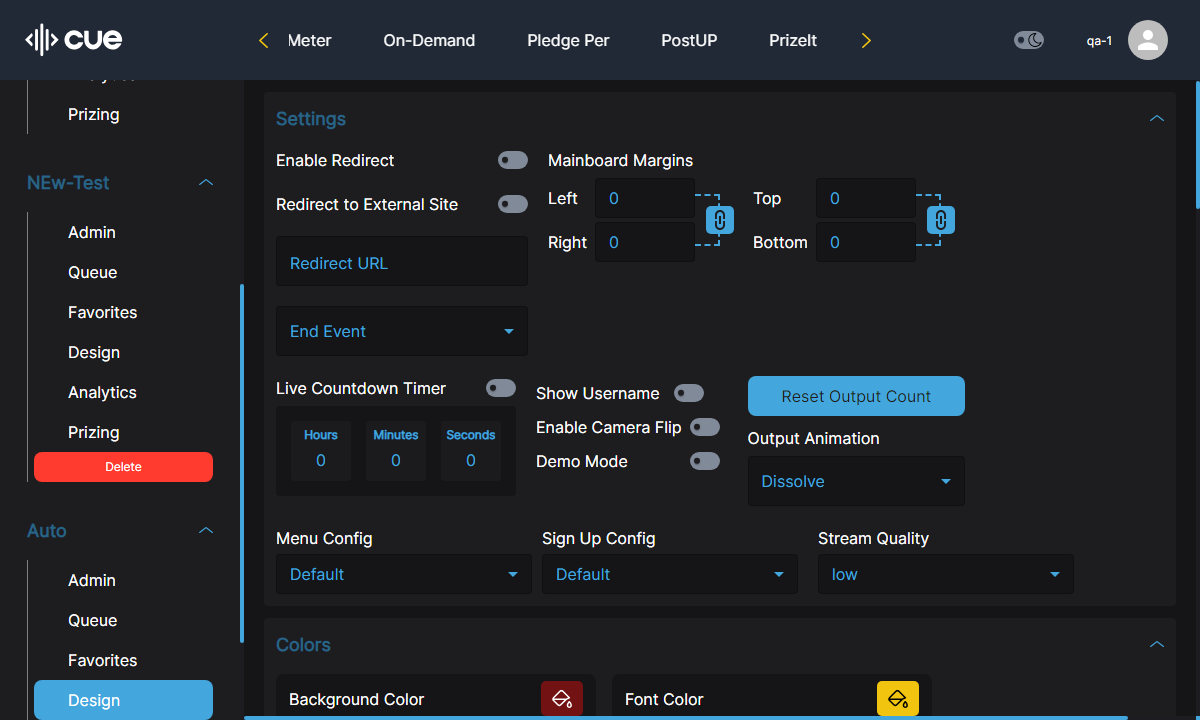 cue
Meter
On-Demand
Pledge Per
PostUP
PrizeIt
qa-1
Prizing
NEw-Test
Admin
Queue
Favorites
Design
Analytics
Prizing
Delete
Auto
Admin
Queue
Favorites
Design
Settings
Enable Redirect
Redirect to External Site
Redirect URL
End Event
Mainboard Margins
Left
0
Top
0
Right
0
Bottom
0
Live Countdown Timer
Hours
Minutes
Seconds
0
0
0
Show Username
Enable Camera Flip
Demo Mode
Reset Output Count
Output Animation
Dissolve
Menu Config
Default
Sign Up Config
Default
Stream Quality
low
Colors
Background Color
Font Color